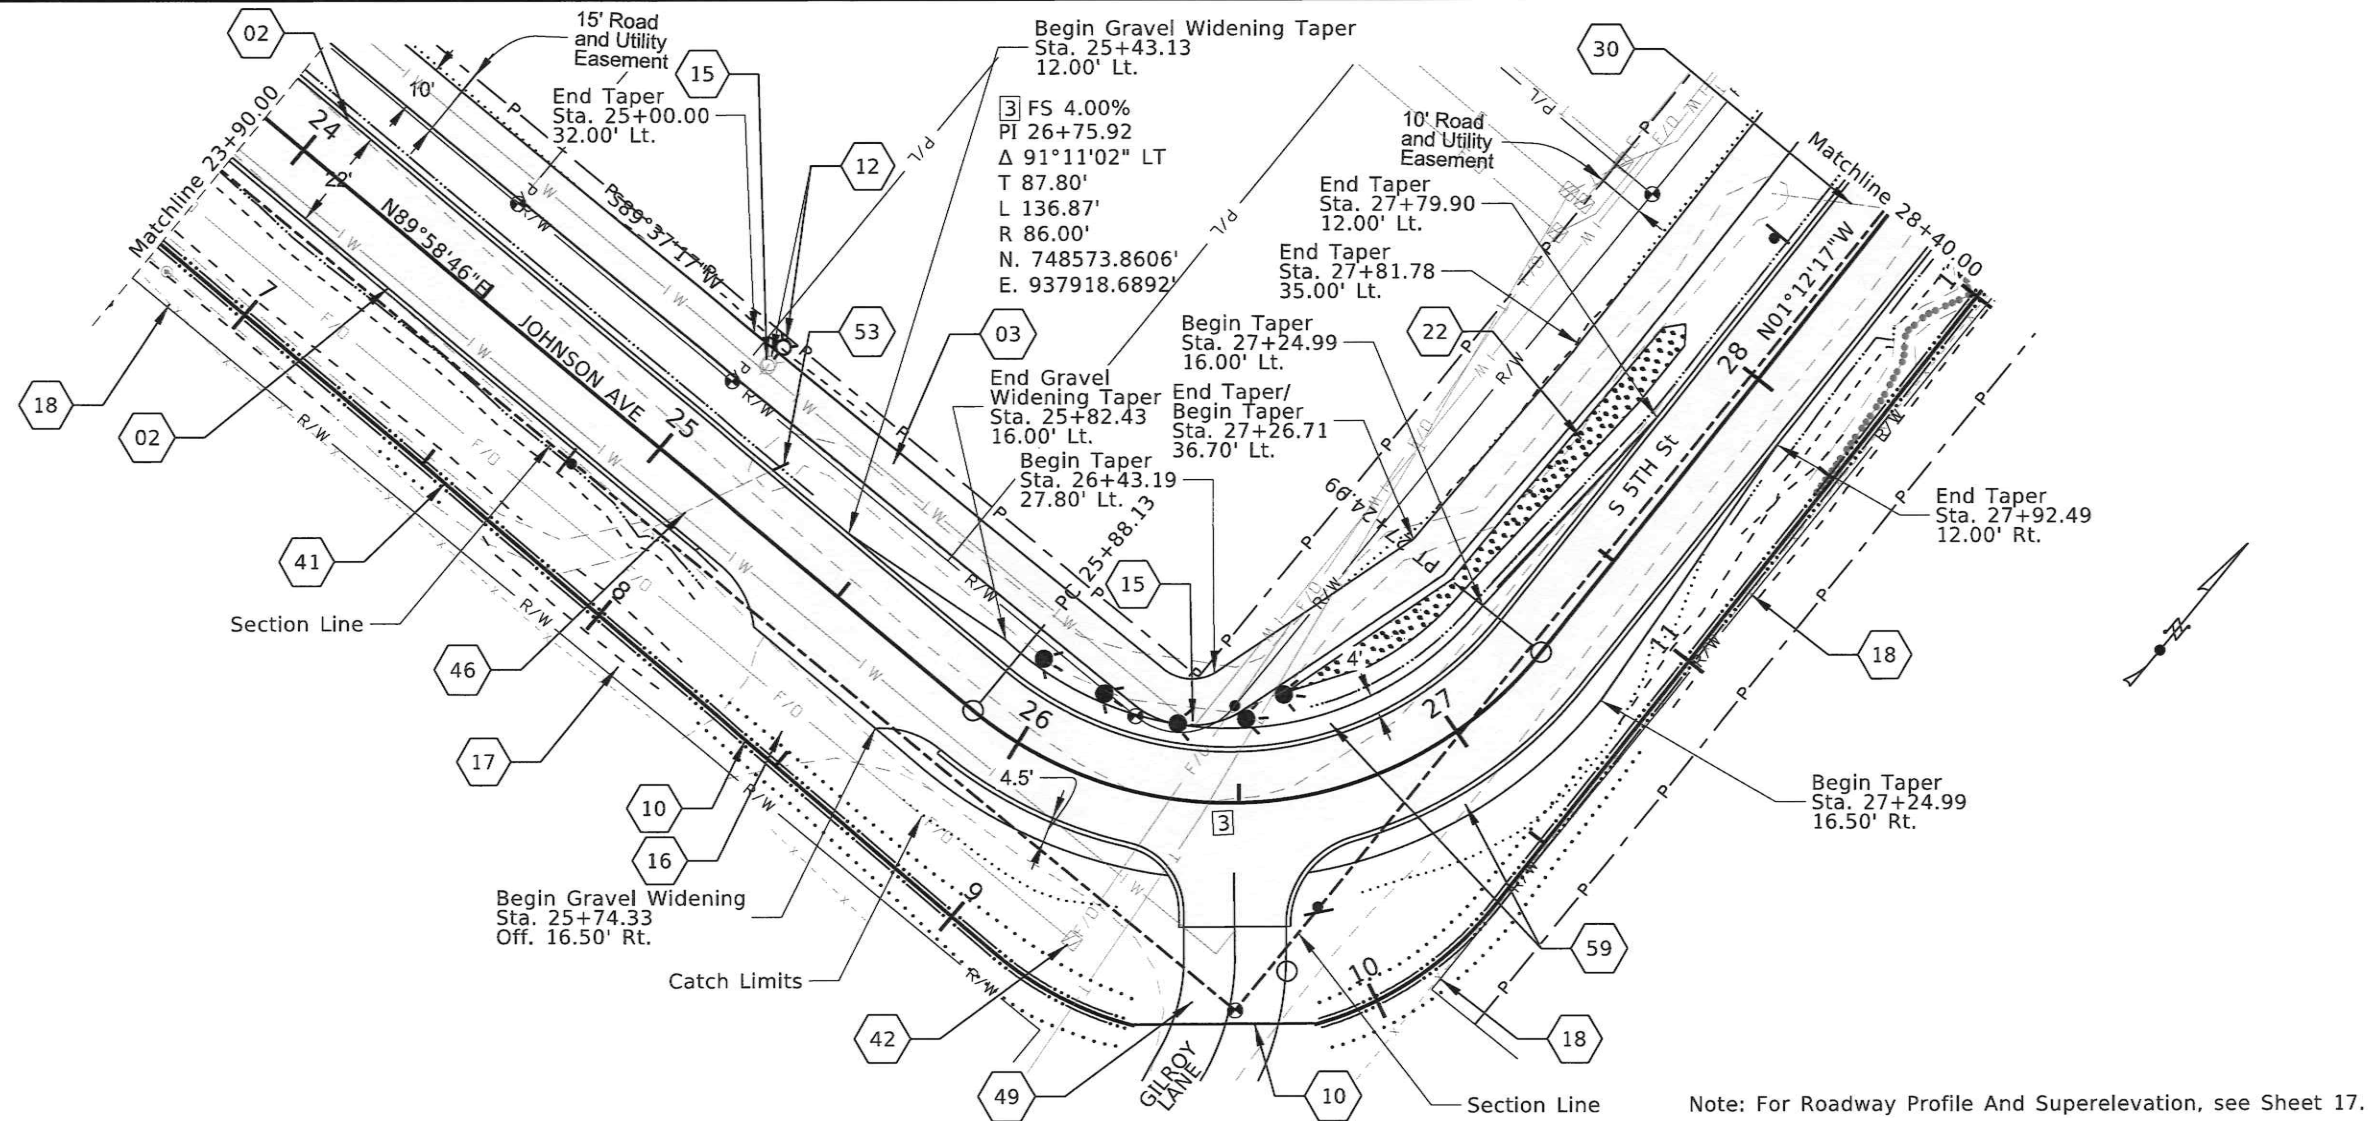 02
15' Road
and Utility
Easement
15
End Taper
Sta. 25+00.00
32.00' Lt.
10'
Begin Gravel Widening Taper
Sta. 25+43.13
12.00' Lt.
3 FS 4.00%
PI 26+75.92
Δ 91°11'02" LT
T 87.80'
L 136.87'
R 86.00'
N. 748573.8606'
E. 937918.6892'
12
30
10' Road
and Utility
Easement
Matchline 28+40.00
Matchline 23+90.00
24
22'
N89°58'46"E
S89°37'17"W
JOHNSON AVE
25
End Taper
Sta. 27+79.90
12.00' Lt.
End Taper
Sta. 27+81.78
35.00' Lt.
Begin Taper
Sta. 27+24.99
16.00' Lt.
End Taper/
Begin Taper
Sta. 27+26.71
36.70' Lt.
22
N01°12'17"W
28
S 5TH St
53
03
End Gravel
Widening Taper
Sta. 25+82.43
16.00' Lt.
Begin Taper
Sta. 26+43.19
27.80' Lt.
PC 25+88.13
PT 27+24.99
15
P/L
P/L
P/L
P
P
P
R/W
R/W
R/W
R/W
F/O
F/O
I W
I W
7
18
02
41
Section Line
8
46
17
10
16
End Taper
Sta. 27+92.49
12.00' Rt.
18
11
Begin Taper
Sta. 27+24.99
16.50' Rt.
26
27
4'
4.5'
3
Begin Gravel Widening
Sta. 25+74.33
Off. 16.50' Rt.
9
Catch Limits
42
49
GILROY
LANE
10
10
59
18
Section Line
Note: For Roadway Profile And Superelevation, see Sheet 17.